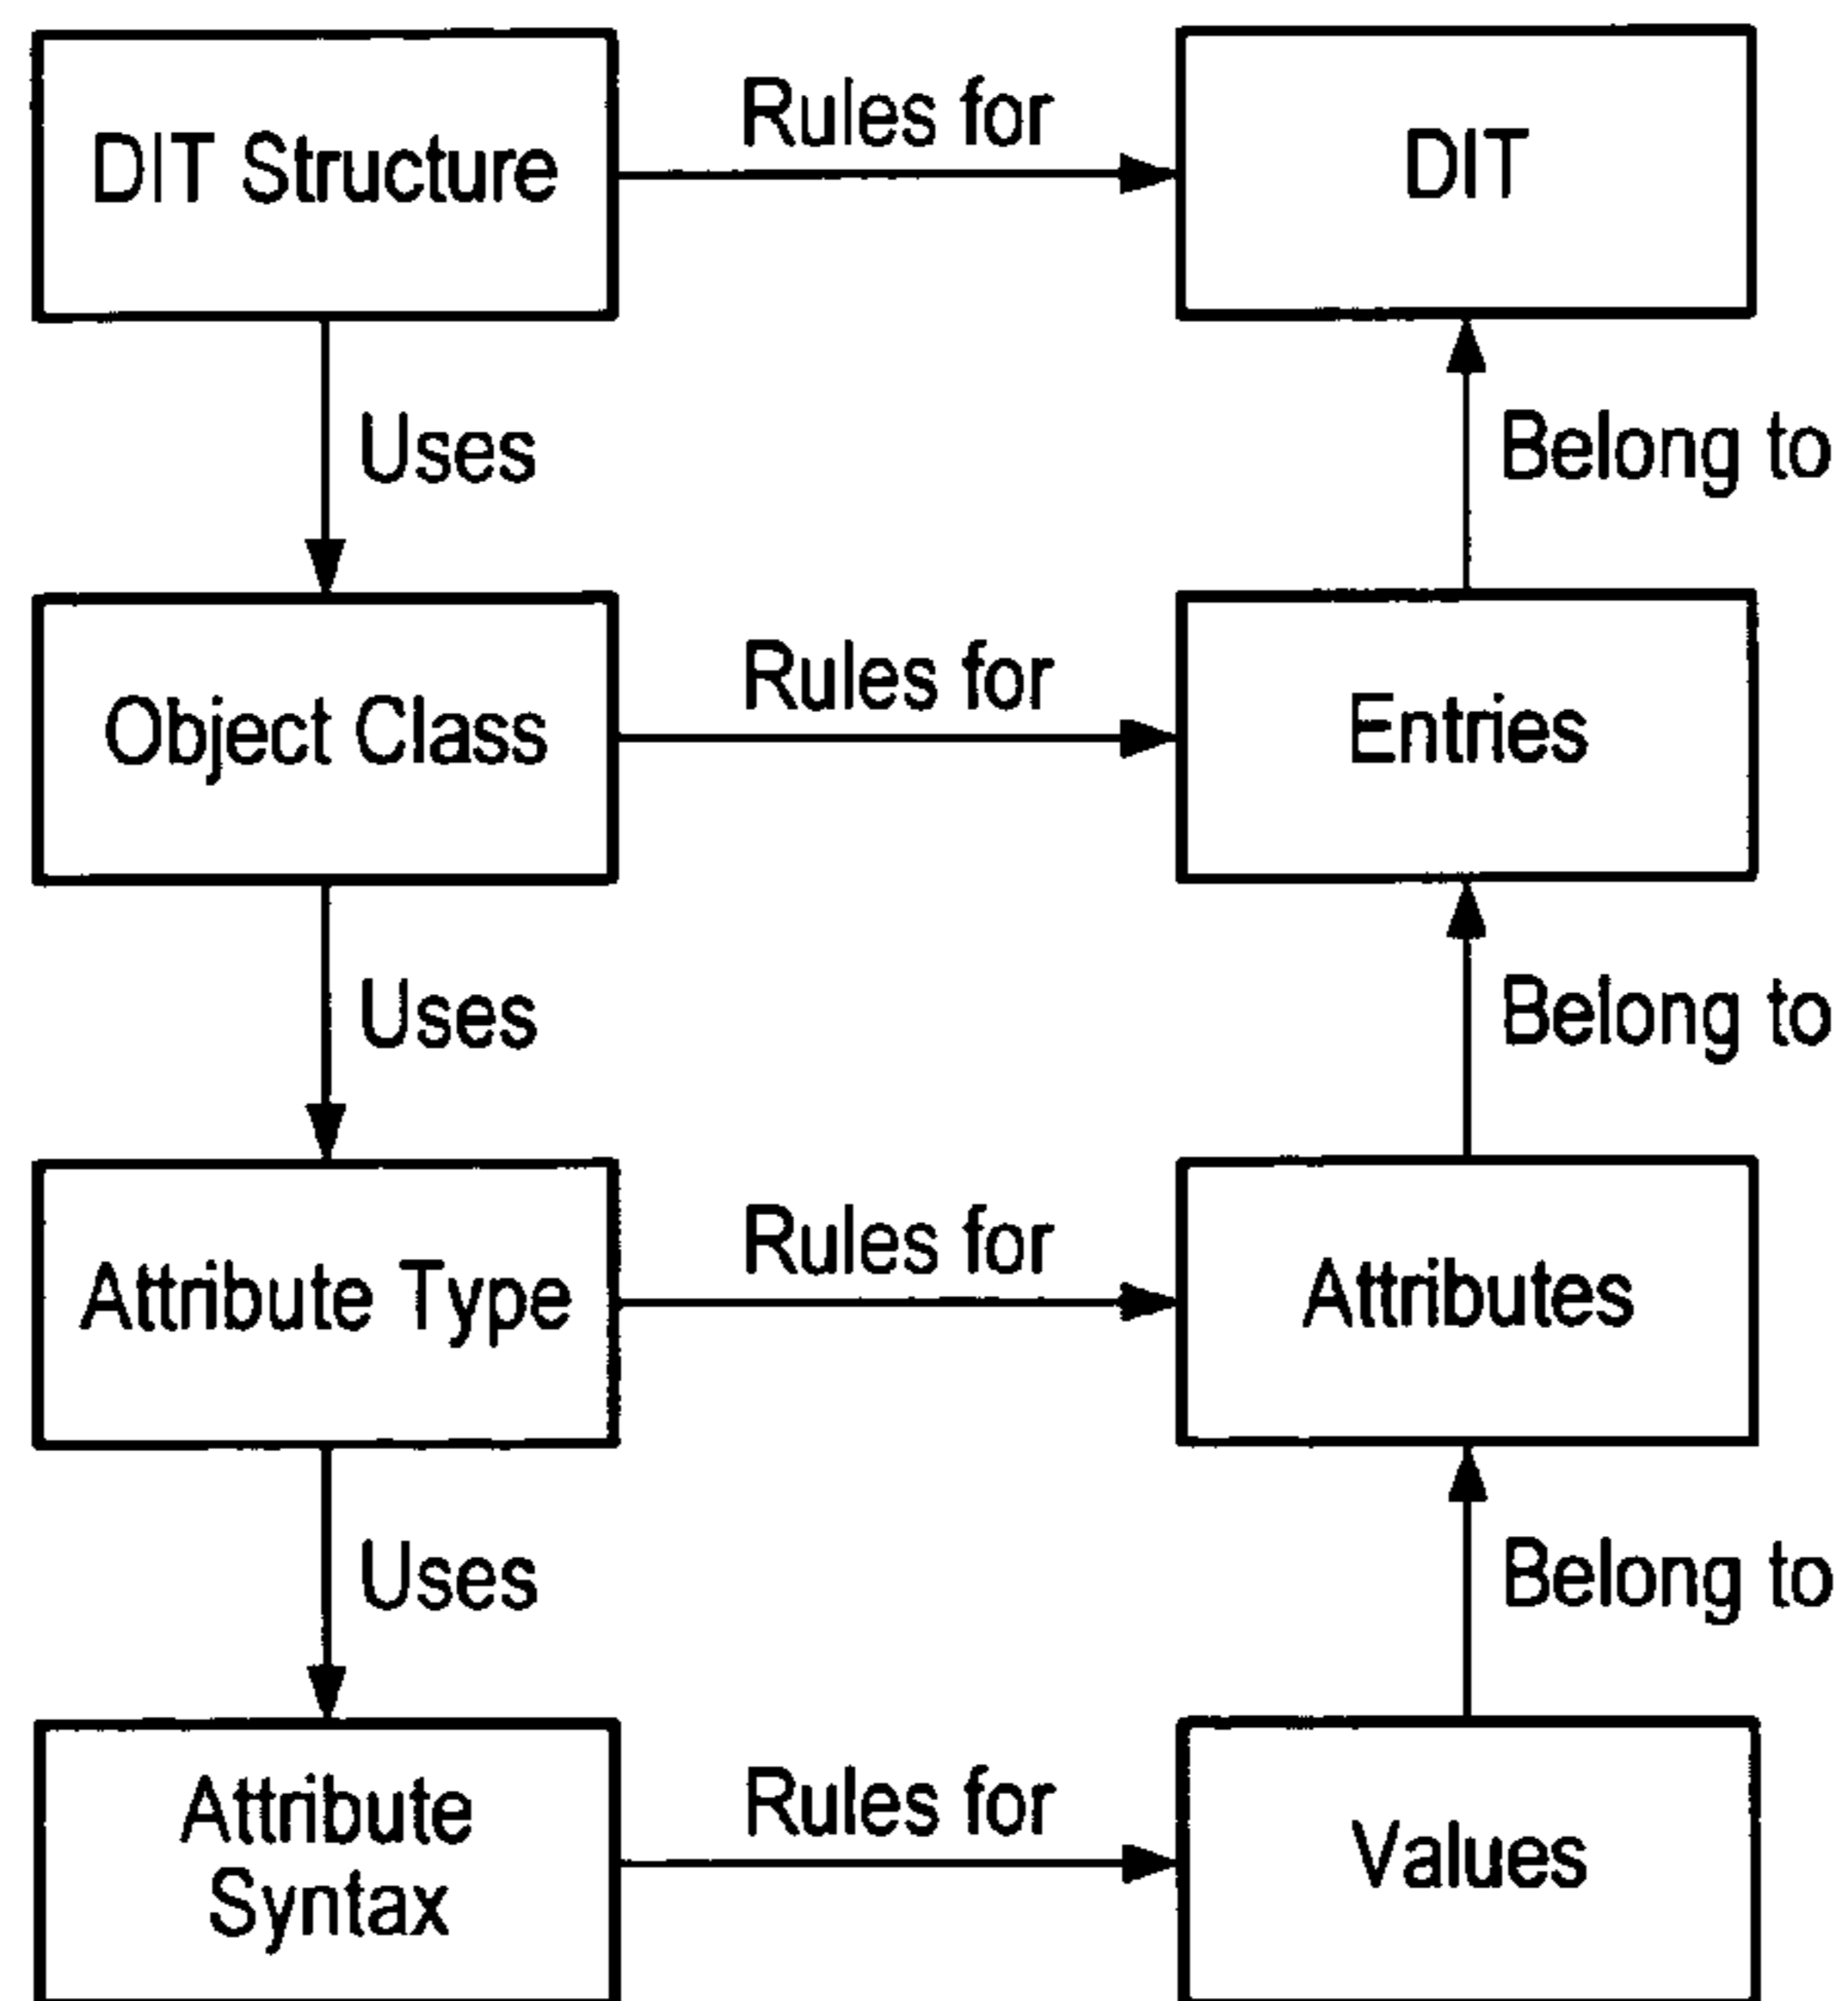 DIT Structure
Rules for
DIT
Uses
Belong to
Object Class
Rules for
Entries
Uses
Belong to
Attribute Type
Rules for
Attributes
Uses
Belong to
Attribute
Syntax
Rules for
Values